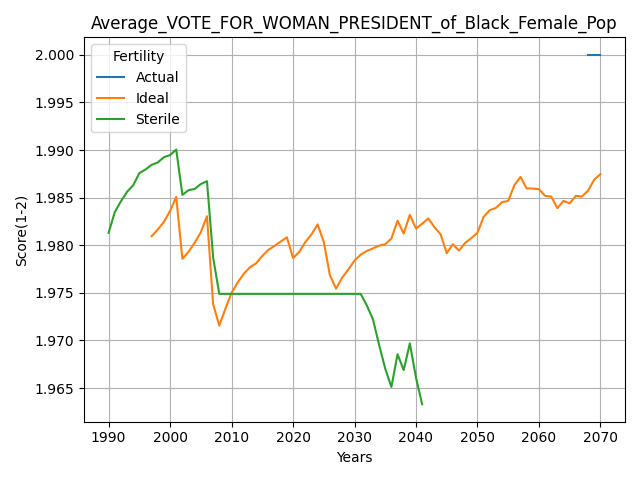 Average_VOTE_FOR_WOMAN_PRESIDENT_of_Black_Female_Pop
Fertility
Actual
Ideal
Sterile
Score(1-2)
2.000
1.995
1.990
1.985
1.980
1.975
1.970
1.965
1990 2000 2010 2020 2030 2040 2050 2060 2070
Years